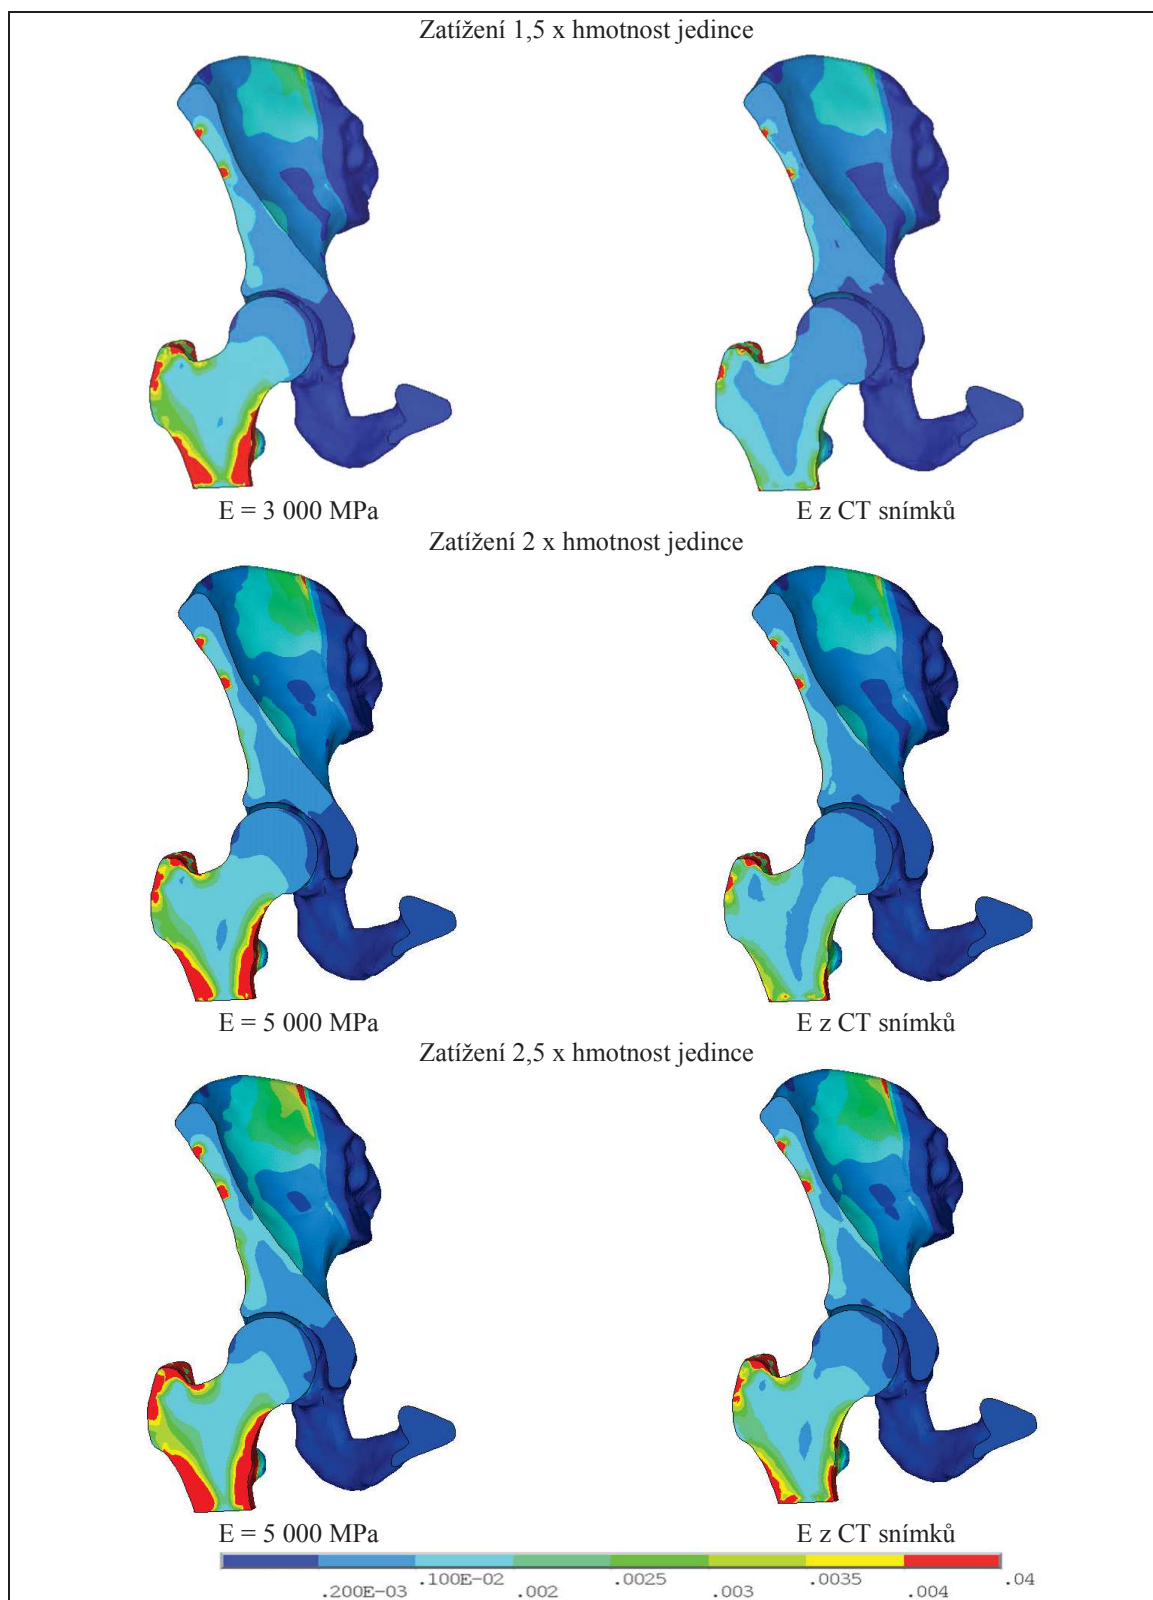 Zatížení 1,5 x hmotnost jedince
E = 3 000 MPa E z CT snímků
Zatížení 2 x hmotnost jedince
E = 5 000 MPa E z CT snímků
Zatížení 2,5 x hmotnost jedince
E = 5 000 MPa E z CT snímků
.200E-03 .100E-02 .002 .0025 .003 .0035 .004 .04